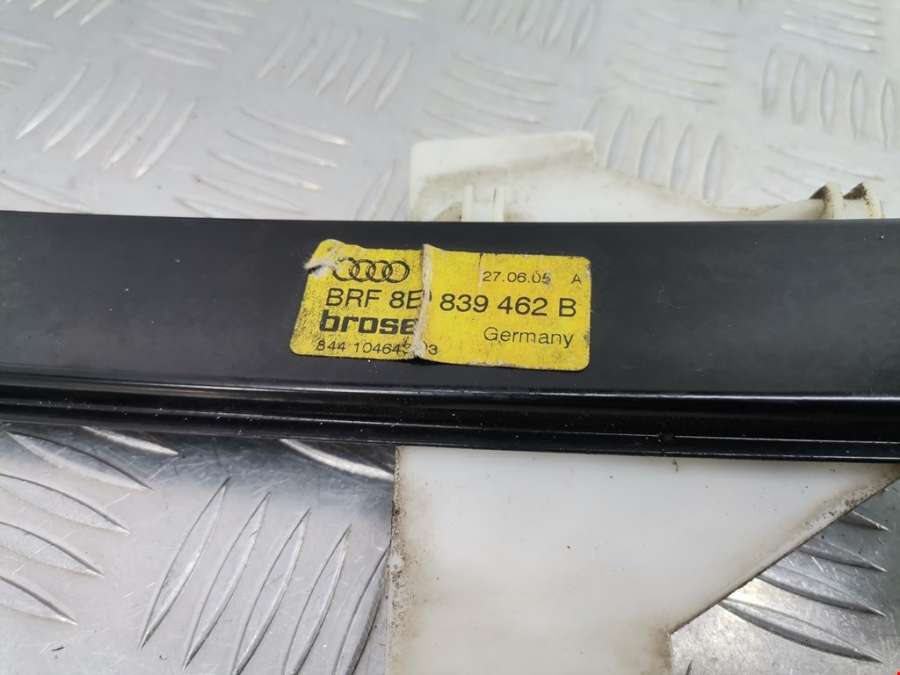 27.06.05 A
BRF 8E 839 462 B
brose
Germany
844